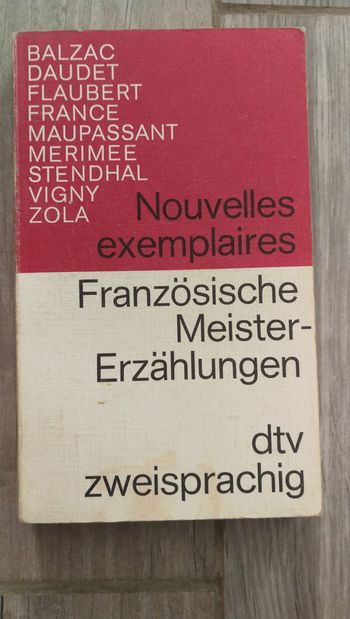 BALZAC
DAUDET
FLAUBERT
FRANCE
MAUPASSANT
MERIMEE
STENDHAL
VIGNY
ZOLA
Nouvelles
exemplaires
Französische
Meister-
Erzählungen
dtv
zweisprachig